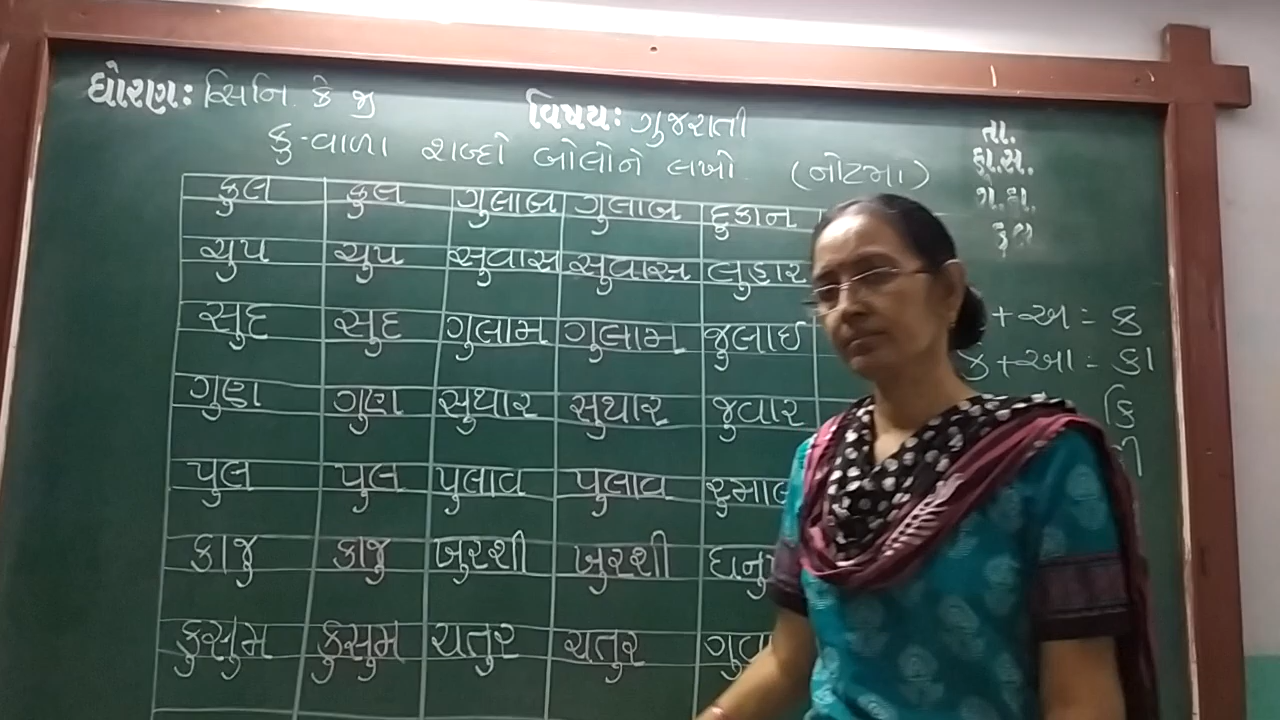 ધોરણ: સિનિ. કે જી
વિષય: ગુજરાતી
તા.
કુ-વાળા શબ્દો બોલોને લખો. (નોટમા)
હા.સ.
ગ.હા.
કુલ કુલ ગુલાબ ગુલાબ દુકાન
ચુપ ચુપ સુવાસ સુવાસ લુહાર
સુદ સુદ ગુલામ ગુલામ જુલાઈ
ગુણ ગુણ સુથાર સુથાર જુવાર
પુલ પુલ પુલાવ પુલાવ
કાજુ કાજુ ખુરશી ખુરશી
કુસુમ કુસુમ ચતુર ચતુર
+ અ = ક
ક + આ = કા
કિ